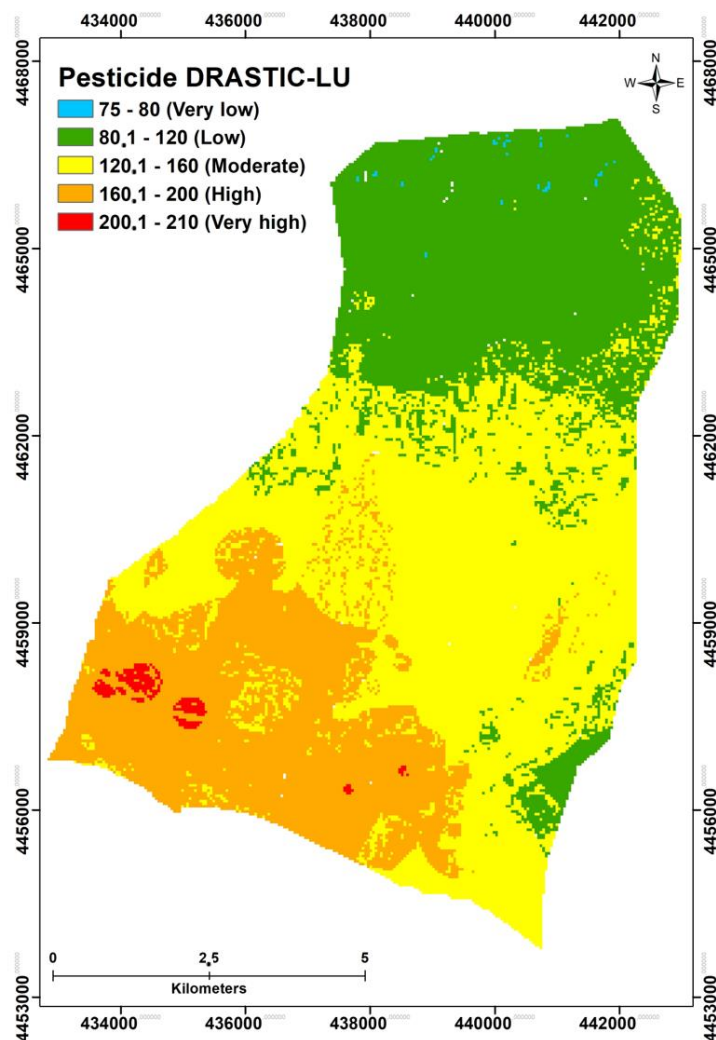 434000 436000 438000 440000 442000
Pesticide DRASTIC-LU
75 - 80 (Very low)
80.1 - 120 (Low)
120.1 - 160 (Moderate)
160.1 - 200 (High)
200.1 - 210 (Very high)
N
W E
S
4468000 4468000
4465000 4465000
4462000 4462000
4459000 4459000
4456000 4456000
4453000 4453000
0 2.5 5
Kilometers
434000 436000 438000 440000 442000